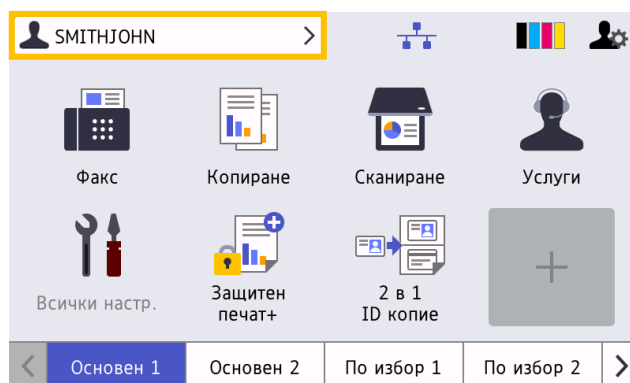 SMITHJOHN
Факс
Копиране
Сканиране
Услуги
Всички настр.
Защитен
печат+
2 в 1
ID копие
Основен 1
Основен 2
По избор 1
По избор 2